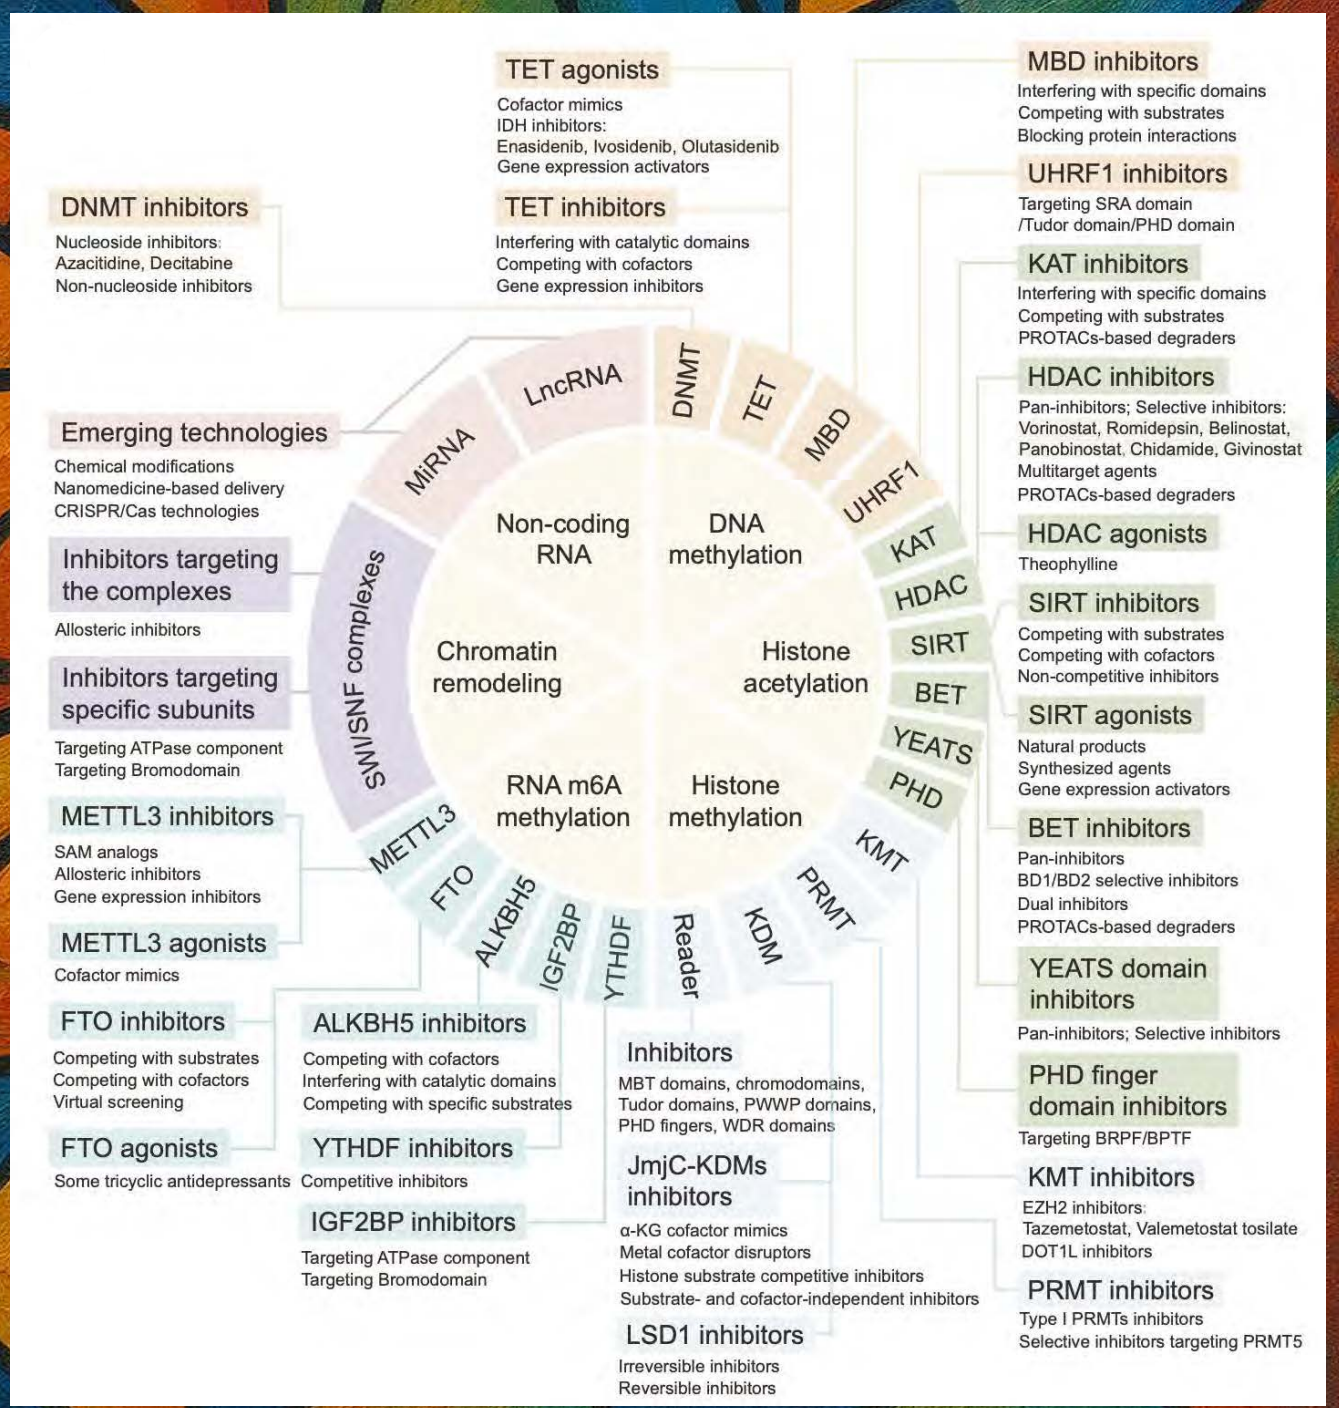 TET agonists
Cofactor mimics
IDH inhibitors:
Enasidenib, Ivosidenib, Olutasidenib
Gene expression activators
TET inhibitors
Interfering with catalytic domains
Competing with cofactors
Gene expression inhibitors
DNMT inhibitors
Nucleoside inhibitors:
Azacitidine, Decitabine
Non-nucleoside inhibitors
MBD inhibitors
Interfering with specific domains
Competing with substrates
Blocking protein interactions
UHRF1 inhibitors
Targeting SRA domain
/Tudor domain/PHD domain
KAT inhibitors
Interfering with specific domains
Competing with substrates
PROTACs-based degraders
HDAC inhibitors
Pan-inhibitors; Selective inhibitors:
Vorinostat, Romidepsin, Belinostat,
Panobinostat, Chidamide, Givinostat
Multitarget agents
PROTACs-based degraders
HDAC agonists
Theophylline
SIRT inhibitors
Competing with substrates
Competing with cofactors
Non-competitive inhibitors
SIRT agonists
Natural products
Synthesized agents
Gene expression activators
BET inhibitors
Pan-inhibitors
BD1/BD2 selective inhibitors
Dual inhibitors
PROTACs-based degraders
YEATS domain
inhibitors
Pan-inhibitors; Selective inhibitors
PHD finger
domain inhibitors
Targeting BRPF/BPTF
KMT inhibitors
EZH2 inhibitors:
Tazemetostat, Valemetostat tosilate
DOT1L inhibitors
PRMT inhibitors
Type I PRMTs inhibitors
Selective inhibitors targeting PRMT5
Emerging technologies
Chemical modifications
Nanomedicine-based delivery
CRISPR/Cas technologies
Inhibitors targeting
the complexes
Allosteric inhibitors
Inhibitors targeting
specific subunits
Targeting ATPase component
Targeting Bromodomain
METTL3 inhibitors
SAM analogs
Allosteric inhibitors
Gene expression inhibitors
METTL3 agonists
Cofactor mimics
FTO inhibitors
Competing with substrates
Competing with cofactors
Virtual screening
FTO agonists
Some tricyclic antidepressants
ALKBH5 inhibitors
Competing with cofactors
Interfering with catalytic domains
Competing with specific substrates
YTHDF inhibitors
Competitive inhibitors
IGF2BP inhibitors
Targeting ATPase component
Targeting Bromodomain
Inhibitors
MBT domains, chromodomains,
Tudor domains, PWWP domains,
PHD fingers, WDR domains
JmjC-KDMs
inhibitors
α-KG cofactor mimics
Metal cofactor disruptors
Histone substrate competitive inhibitors
Substrate- and cofactor-independent inhibitors
LSD1 inhibitors
Irreversible inhibitors
Reversible inhibitors
DNMT
TET
MBD
UHRF1
KAT
HDAC
SIRT
BET
YEATS
PHD
KMT
PRMT
KDM
Reader
YTHDF
IGF2BP
ALKBH5
FTO
METTL3
SWI/SNF complexes
MiRNA
LncRNA
Non-coding
RNA
DNA
methylation
Chromatin
remodeling
Histone
acetylation
RNA m6A
methylation
Histone
methylation